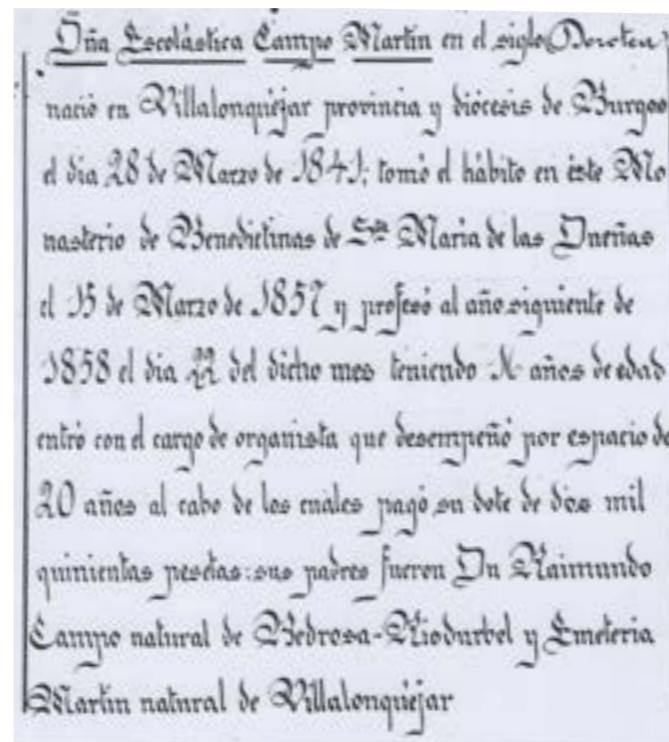 Dña Escolástica Campo Martín en el siglo (Dorotea)
nació en Villalonquéjar provincia y diócesis de Burgos
el dia 28 de Marzo de 1841; tomó el hábito en éste Mo
nasterio de Benedictinas de Sta Maria de las Dueñas
el 15 de Marzo de 1857 y profesó al año siguiente de
1858 el dia 22 del dicho mes teniendo años de edad
entró con el cargo de organista que desempeñó por espacio de
20 años al cabo de los cuales pagó su dote de dos mil
quinientas pesetas: sus padres fueron Dn Raimundo
Campo natural de Pedrosa-Riodurbel y Emeteria
Martín natural de Villalonquéjar